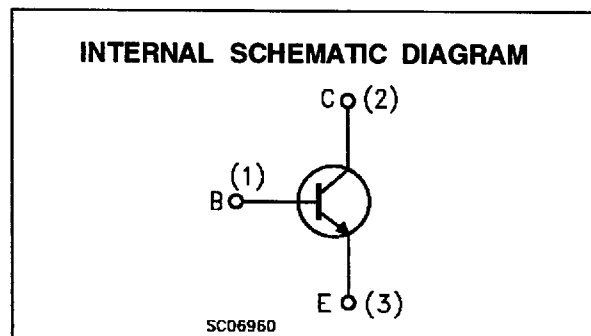 INTERNAL SCHEMATIC DIAGRAM
C (2)
(1)
B
E (3)
SC06960